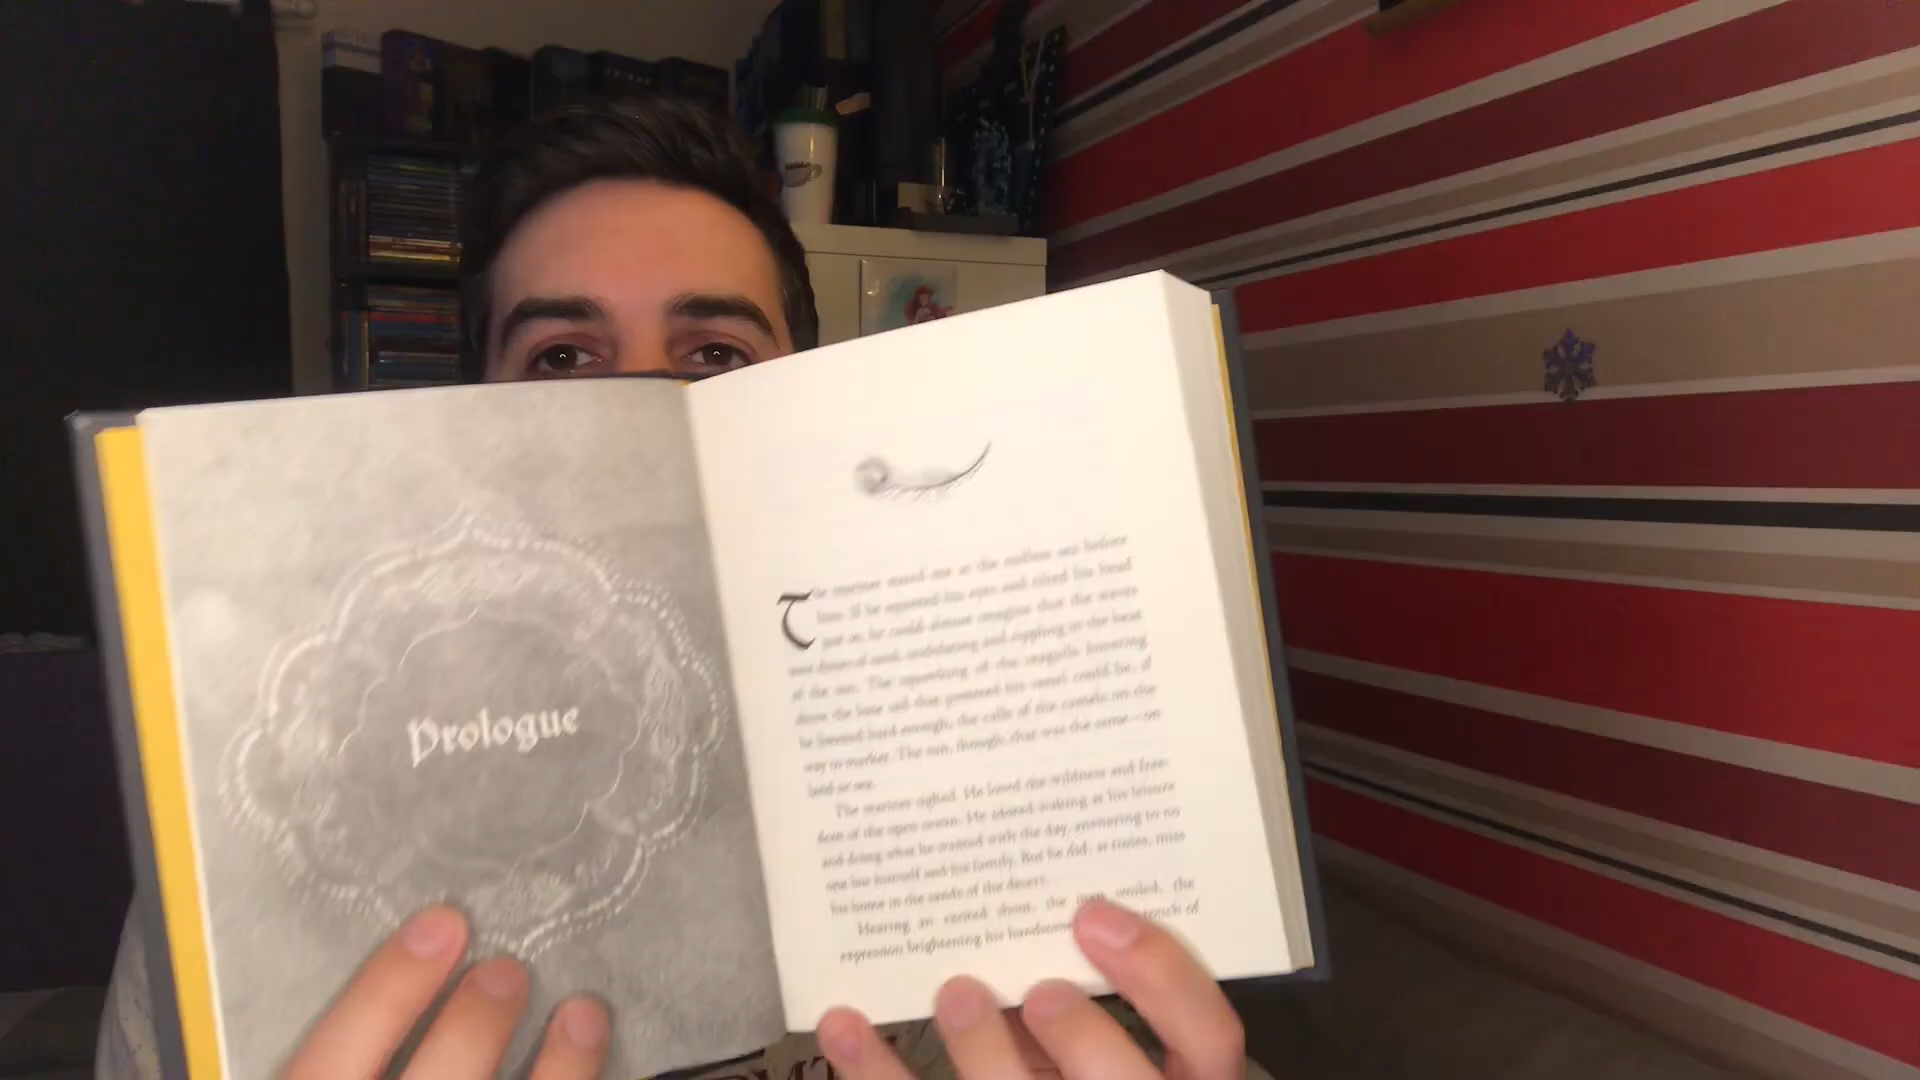 Prologue
The mariner stared out at the endless sea before
him. If he squinted his eyes and tilted his head
just so, he could almost imagine that the waves
were dunes of sand, undulating and rippling in the heat
of the sun. The squawking of the seagulls hovering
above the lone sail that powered his vessel could be, if
he listened hard enough, the calls of the camels on the
way to market. The sun, though, that was the same—on
land or sea.
The mariner sighed. He loved the wildness and free-
dom of the open ocean. He adored waking at his leisure
and doing what he wanted with the day, answering to no
one but himself and his family. But he did, at times, miss
his home in the sands of the desert.
Hearing an excited shout, the man smiled, the
expression brightening his handsome touch of